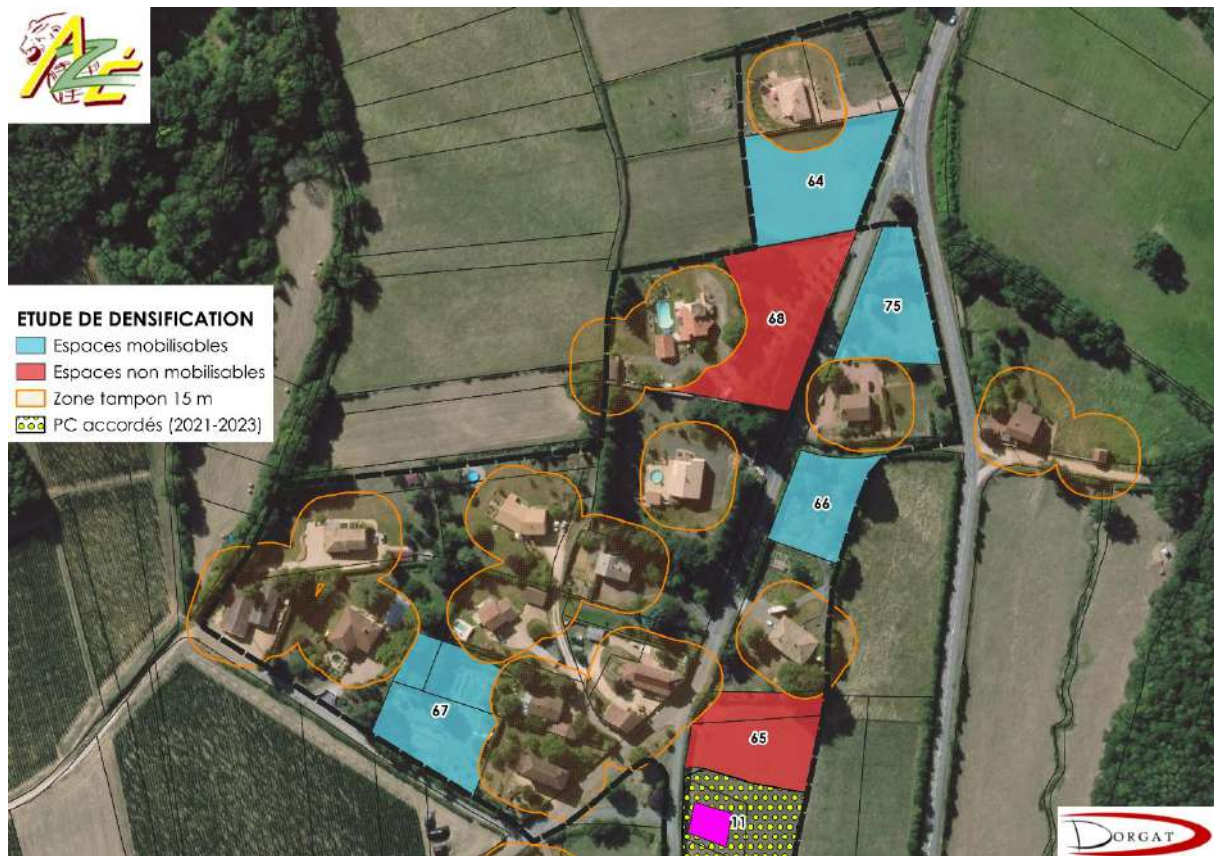 AZÉ
ETUDE DE DENSIFICATION
Espaces mobilisables
Espaces non mobilisables
Zone tampon 15 m
PC accordés (2021-2023)
64
68
75
66
67
65
11
DORGAT